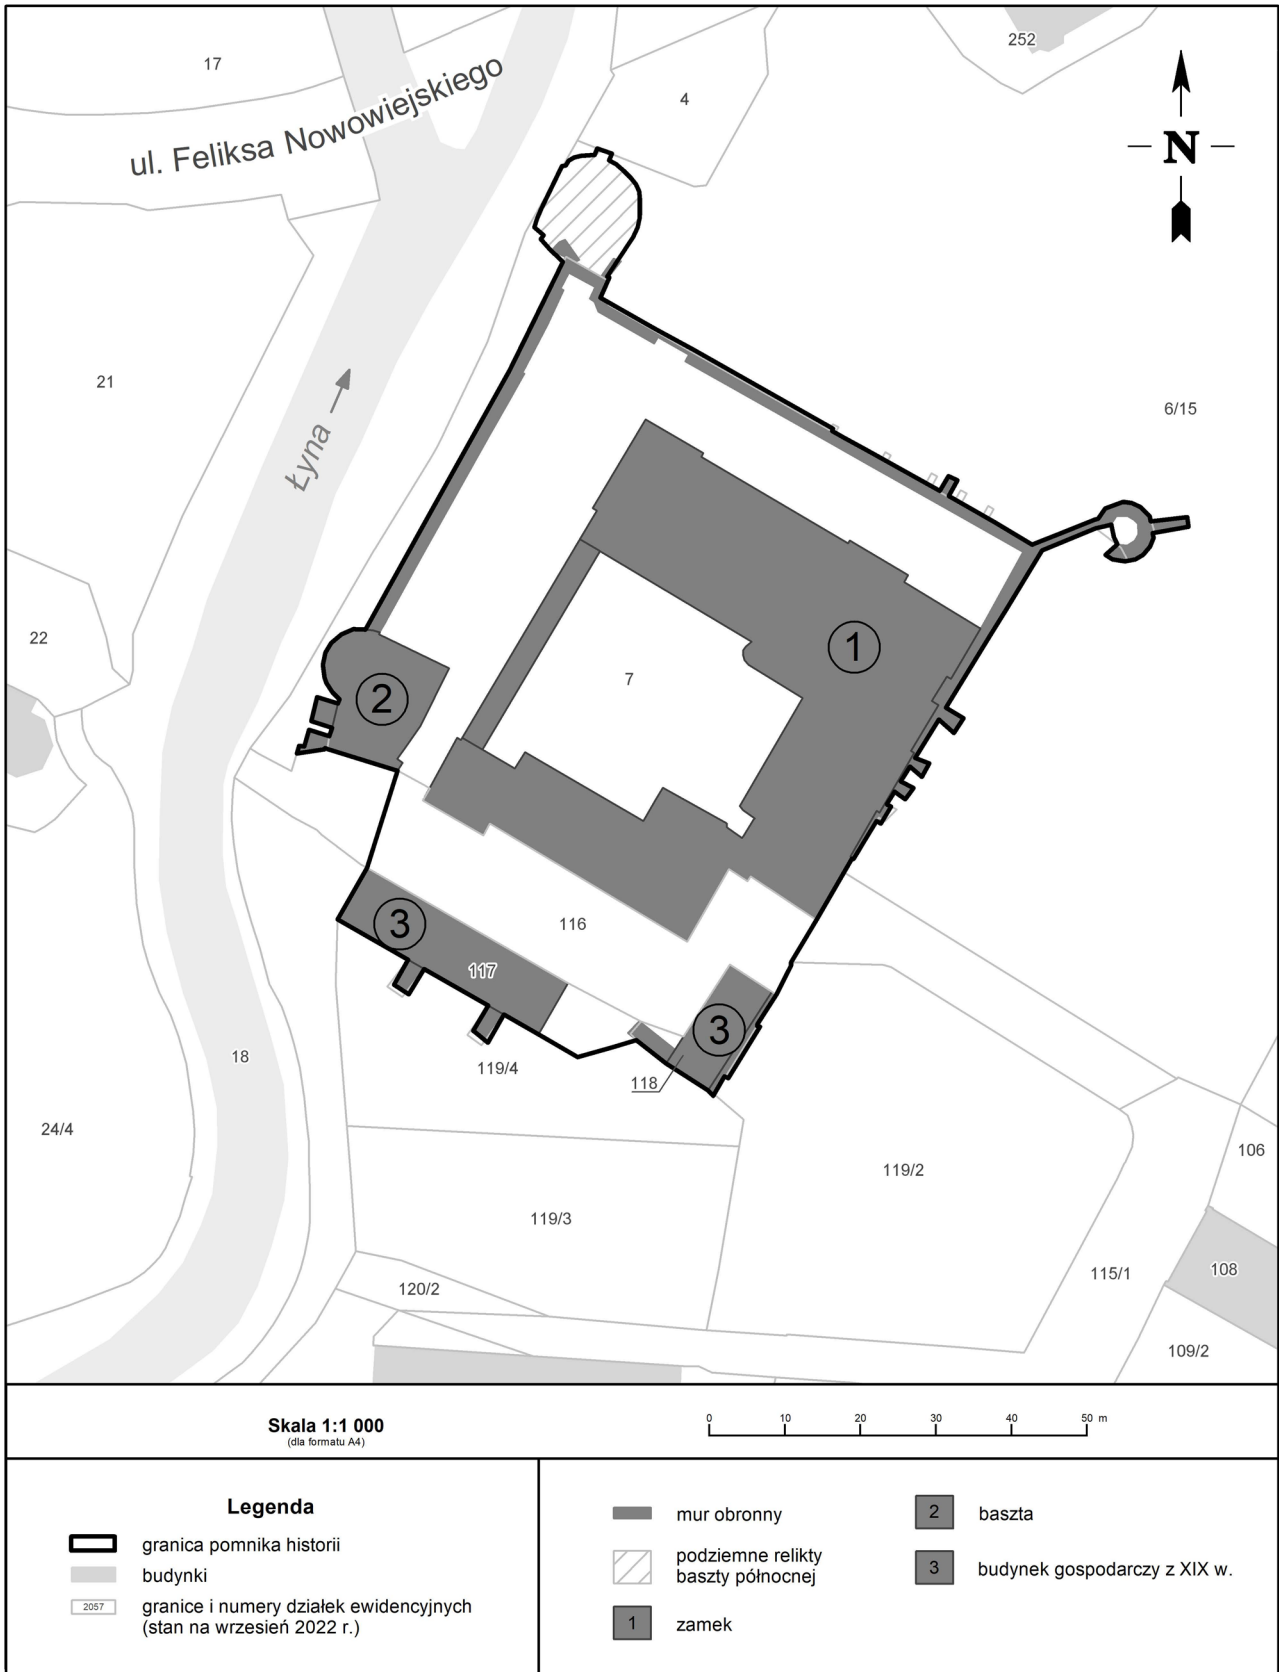 252
17
4
ul. Feliksa Nowowiejskiego
N
21
6/15
Łyna
22
1
7
2
3
116
117
3
18
119/4
118
24/4
106
119/2
119/3
115/1
108
120/2
109/2
Skala 1:1 000
(dla formatu A4)
0 10 20 30 40 50 m
Legenda
granica pomnika historii
budynki
2057 granice i numery działek ewidencyjnych
(stan na wrzesień 2022 r.)
mur obronny
podziemne relikty
baszty północnej
1 zamek
2 baszta
3 budynek gospodarczy z XIX w.